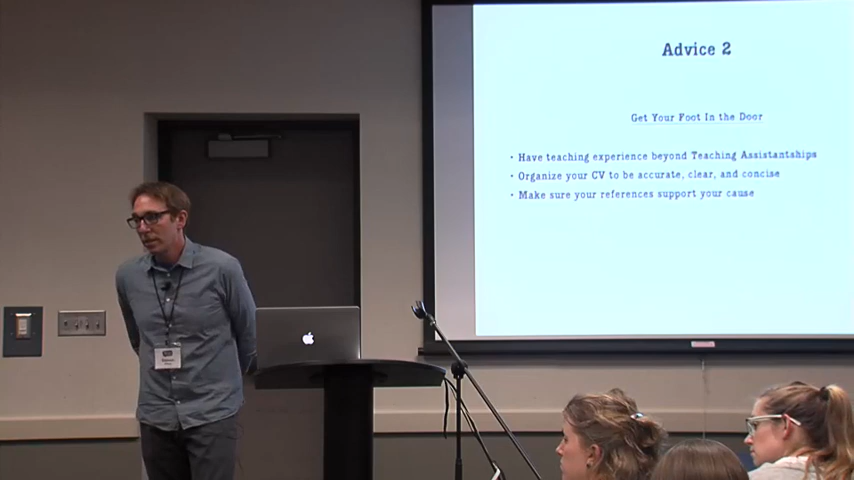 Advice 2
Get Your Foot In the Door
· Have teaching experience beyond Teaching Assistantships
· Organize your CV to be accurate, clear, and concise
· Make sure your references support your cause